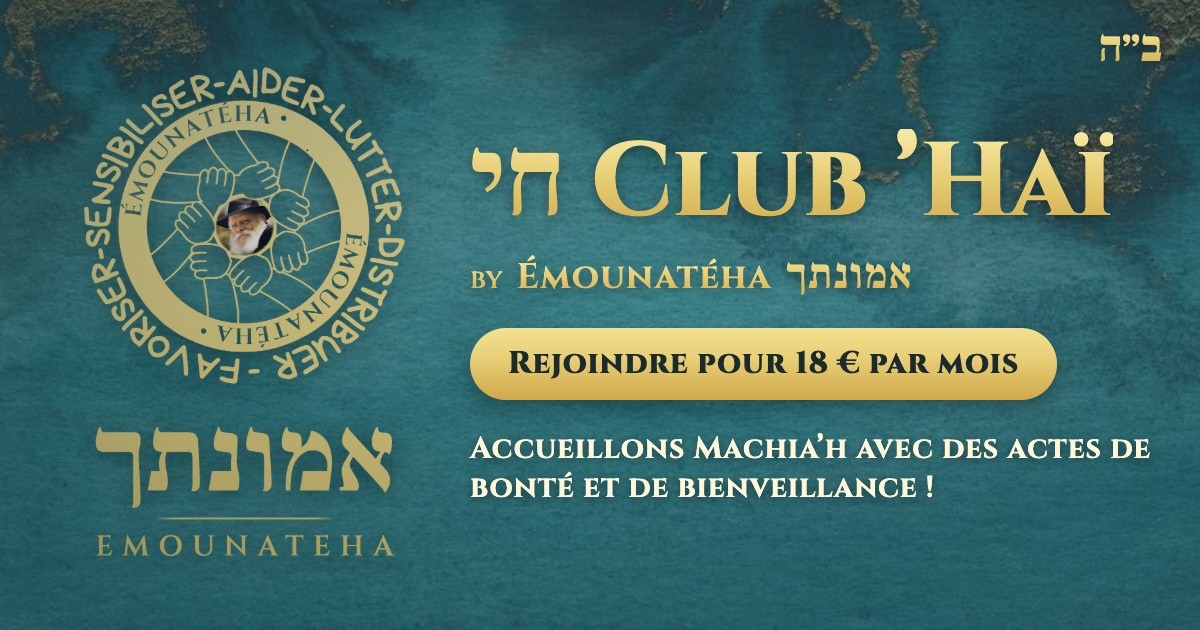 ב״ה
SENSIBILISER-AIDER-LUTTER-DISTRIBUER - FAVORISER-
ÉMOUNATÉHA •
ÉMOUNATÉHA •
אמונתך
EMOUNATEHA
חי CLUB ’HAÏ
BY ÉMOUNATÉHA אמונתך
REJOINDRE POUR 18 € PAR MOIS
ACCUEILLONS MACHIA’H AVEC DES ACTES DE
BONTÉ ET DE BIENVEILLANCE !